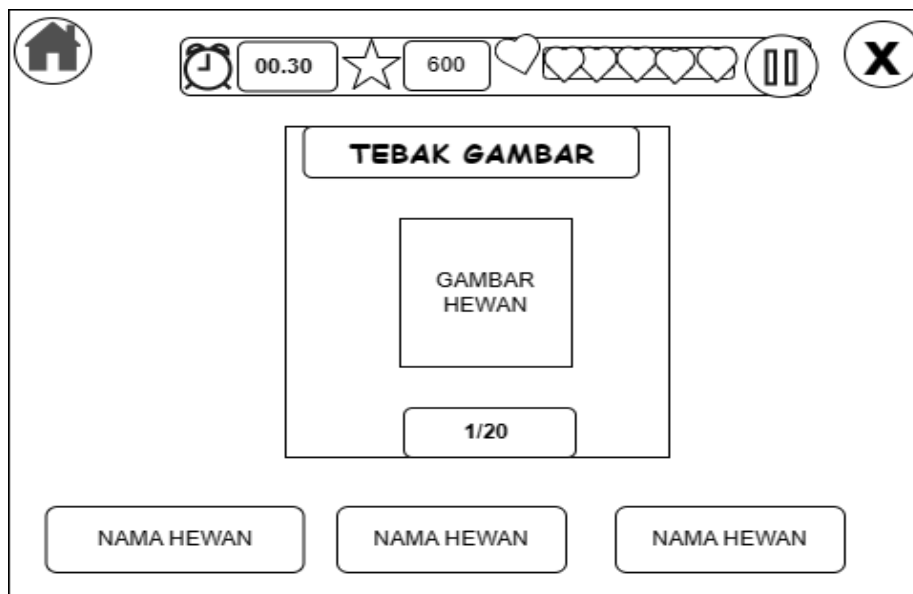 00.30
600
X
TEBAK GAMBAR
GAMBAR
HEWAN
1/20
NAMA HEWAN
NAMA HEWAN
NAMA HEWAN